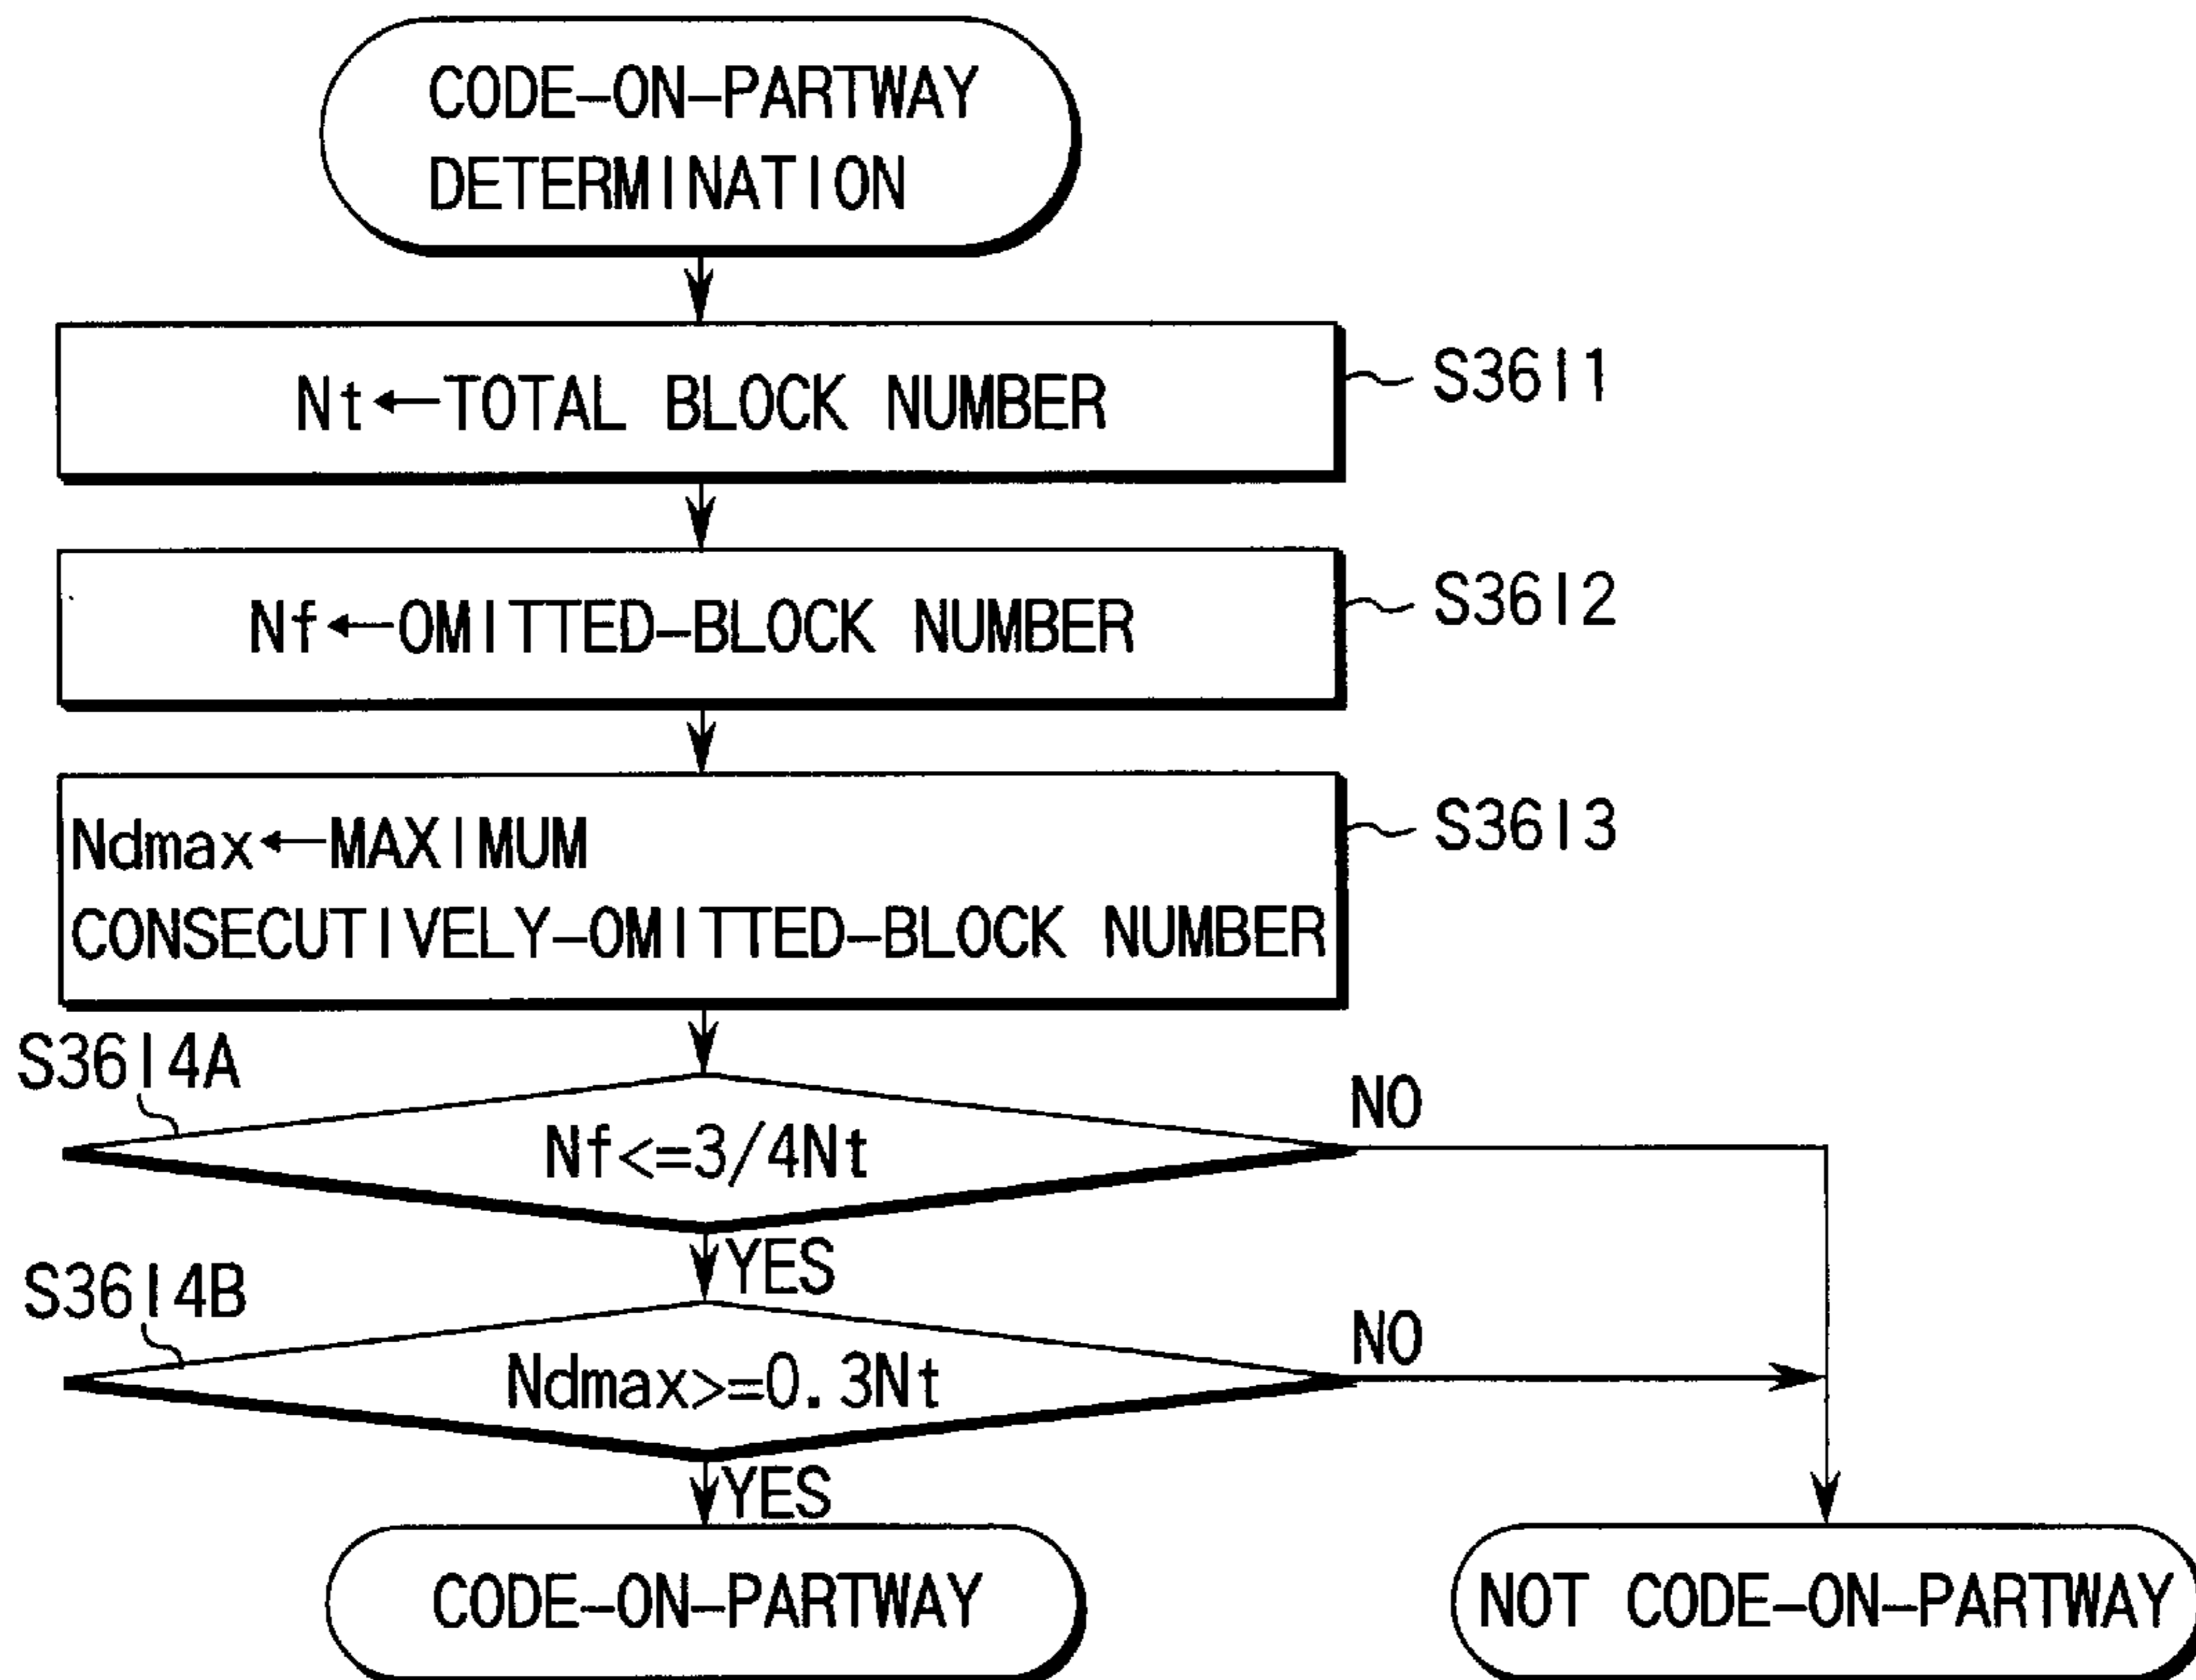 CODE-ON-PARTWAY
DETERMINATION
Nt←TOTAL BLOCK NUMBER
S3611
Nf←OMITTED-BLOCK NUMBER
S3612
Ndmax←MAXIMUM
CONSECUTIVELY-OMITTED-BLOCK NUMBER
S3613
S3614A
Nf<=3/4Nt
NO
YES
S3614B
Ndmax>=0.3Nt
NO
YES
CODE-ON-PARTWAY
NOT CODE-ON-PARTWAY